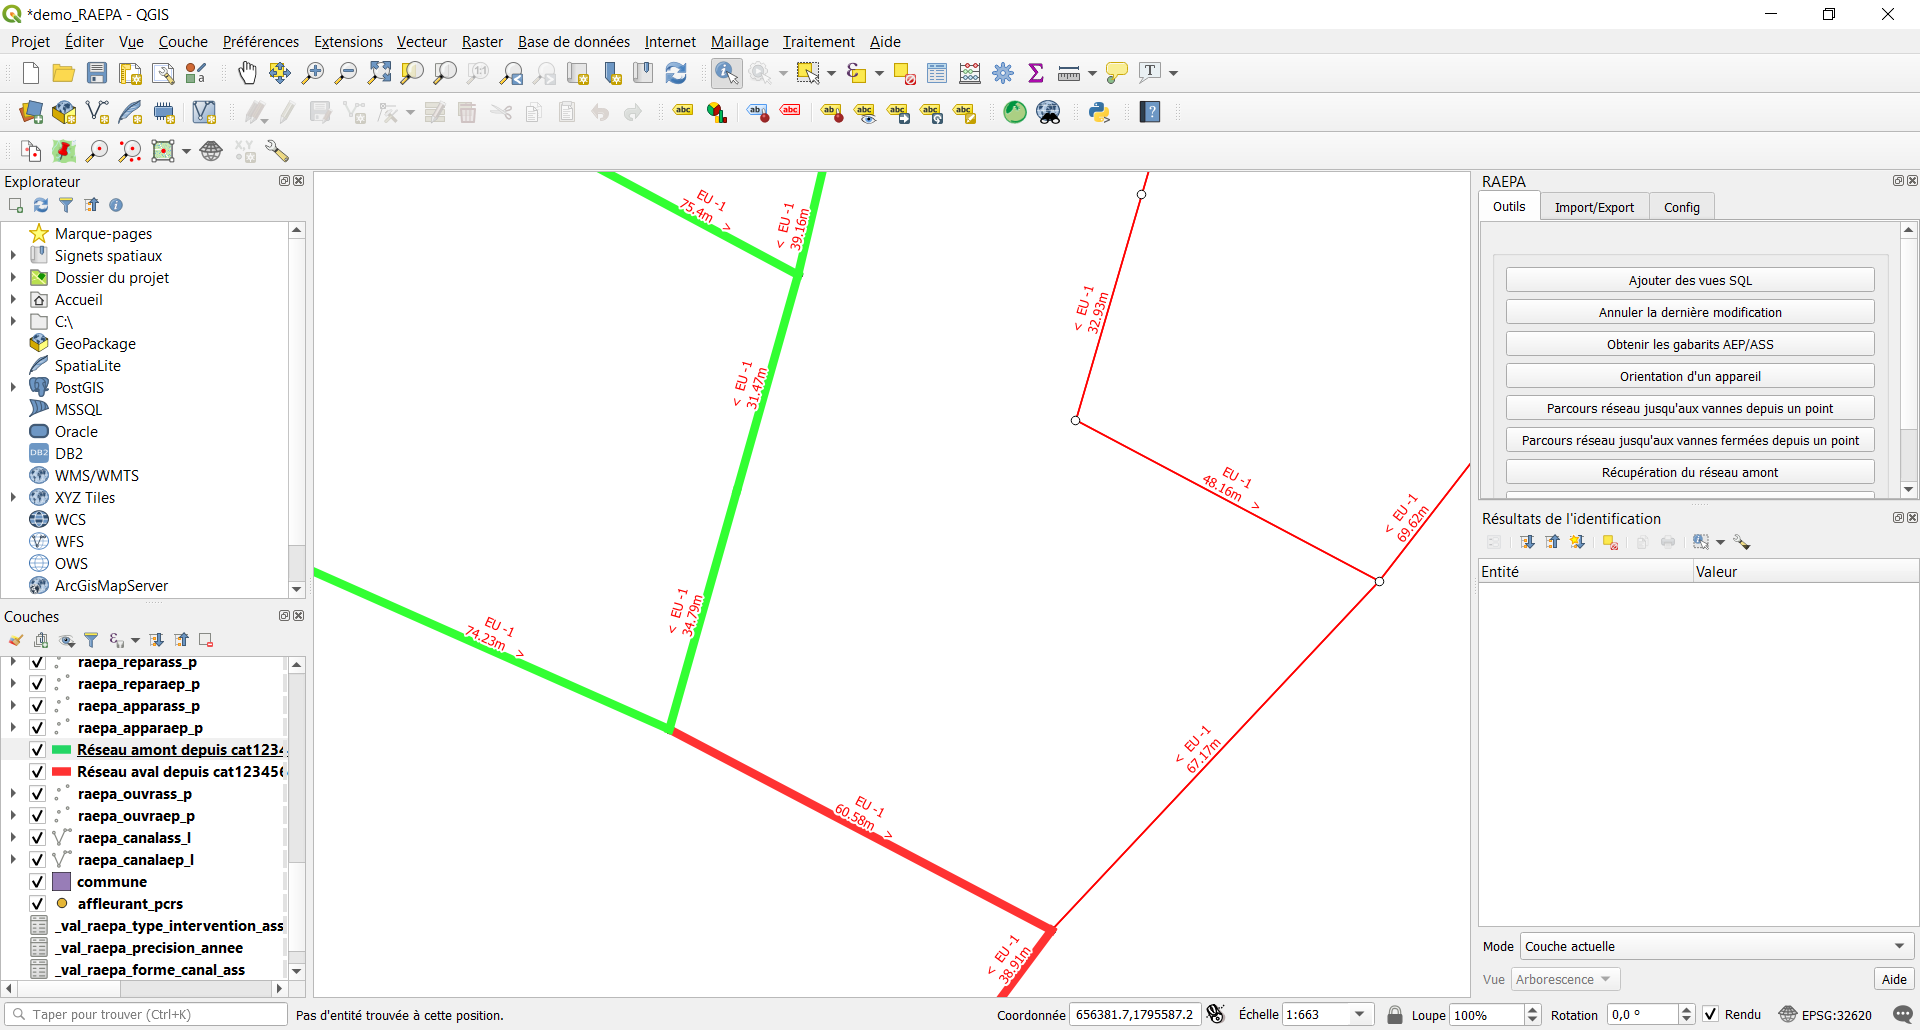 *demo_RAEPA - QGIS
Projet Éditer Vue Couche Préférences Extensions Vecteur Raster Base de données Internet Maillage Traitement Aide
Explorateur
Marque-pages
Signets spatiaux
Dossier du projet
Accueil
C:\
GeoPackage
SpatiaLite
PostGIS
MSSQL
Oracle
DB2
WMS/WMTS
XYZ Tiles
WCS
WFS
OWS
ArcGisMapServer
Couches
raepa_reparass_p
raepa_reparaep_p
raepa_apparass_p
raepa_apparaep_p
Réseau amont depuis cat1234
Réseau aval depuis cat123456
raepa_ouvrass_p
raepa_ouvraep_p
raepa_canalass_l
raepa_canalaep_l
commune
affleurant_pcrs
_val_raepa_type_intervention_ass
_val_raepa_precision_annee
_val_raepa_forme_canal_ass
EU -1
75.4m >
< EU -1
39.16m
< EU -1
32.93m
< EU -1
31.47m
EU -1
48.16m >
< EU -1
69.62m
< EU -1
34.79m
EU -1
74.23m >
< EU -1
67.17m
EU -1
60.58m >
< EU -1
38.91m
RAEPA
Outils Import/Export Config
Ajouter des vues SQL
Annuler la dernière modification
Obtenir les gabarits AEP/ASS
Orientation d'un appareil
Parcours réseau jusqu'aux vannes depuis un point
Parcours réseau jusqu'aux vannes fermées depuis un point
Récupération du réseau amont
Résultats de l'identification
Entité Valeur
Mode Couche actuelle
Vue Arborescence Aide
Taper pour trouver (Ctrl+K) Pas d'entité trouvée à cette position. Coordonnée 656381.7,1795587.2 Échelle 1:663 Loupe 100% Rotation 0,0 ° Rendu EPSG:32620